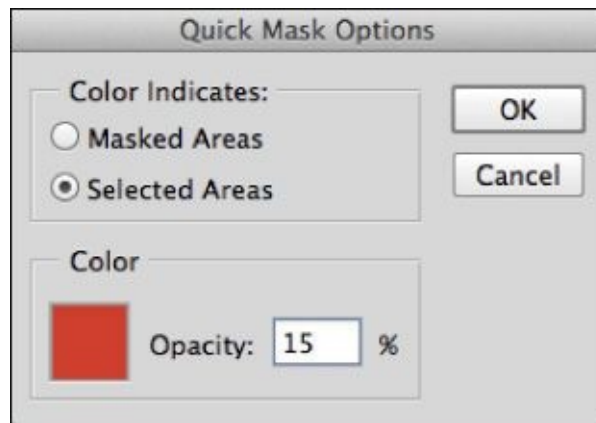 Quick Mask Options
Color Indicates:
Masked Areas
Selected Areas
OK
Cancel
Color
Opacity: 15 %